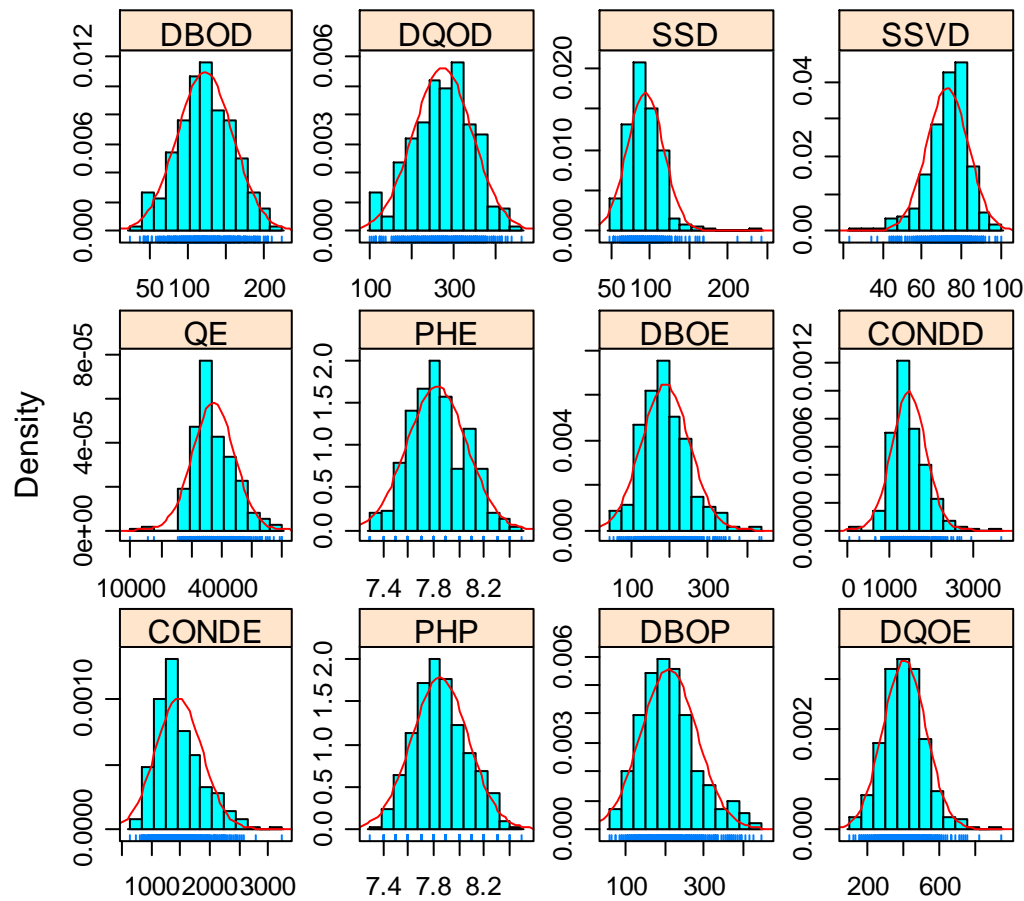 DBOD DQOD SSD SSVD
0.000 0.006 0.012
0.000 0.003 0.006
0.000 0.010 0.020
0.00 0.02 0.04
50 100 200
100 300
50 100 200
40 60 80 100
QE PHE DBOE CONDD
0e+00 4e-05 8e-05
0.0 0.5 1.0 1.5 2.0
0.000 0.004
0.0000 0.0006 0.0012
10000 40000
7.4 7.8 8.2
100 300
0 1000 3000
CONDE PHP DBOP DQOE
0.0000 0.0010
0.0 0.5 1.0 1.5 2.0
0.000 0.003 0.006
0.000 0.002
1000 2000 3000
7.4 7.8 8.2
100 300
200 600
Density